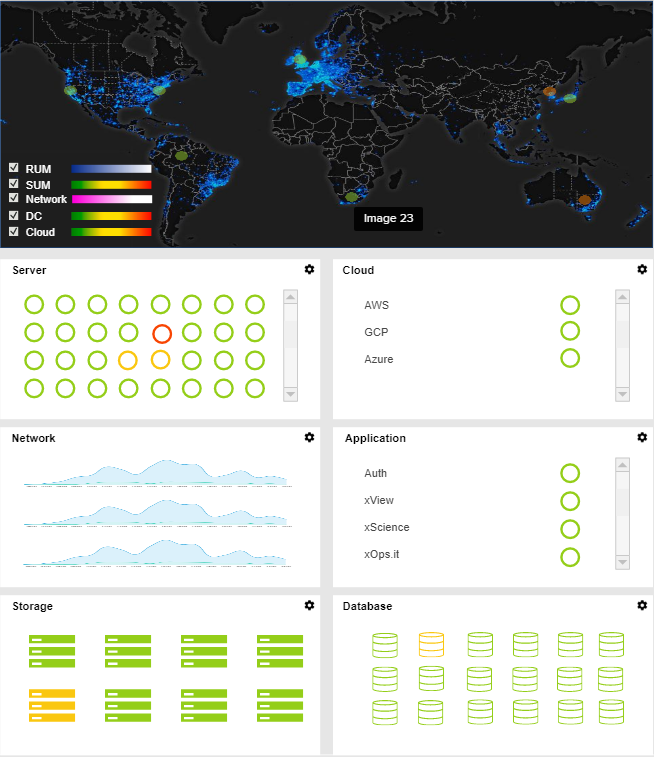 RUM
SUM
Network
DC
Cloud
Image 23
Server
Cloud
AWS
GCP
Azure
Network
Application
Auth
xView
xScience
xOps.it
Storage
Database